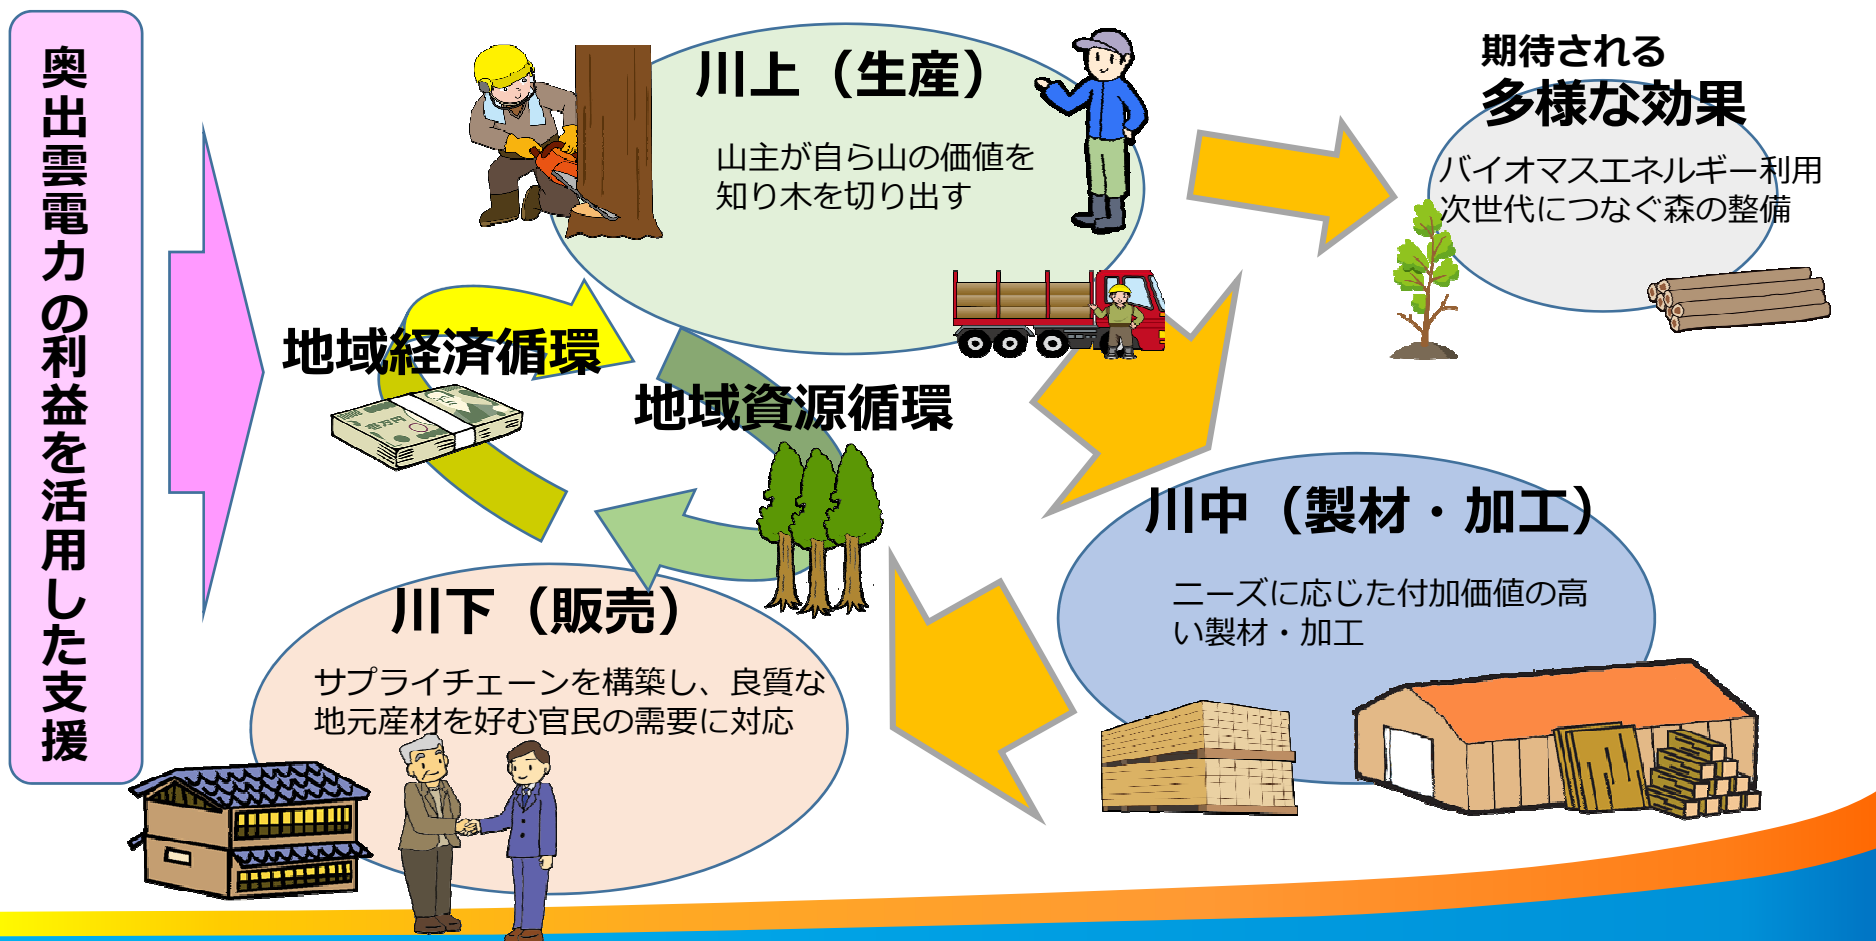 奥出雲電力の利益を活用した支援
川上（生産）
山主が自ら山の価値を
知り木を切り出す
期待される
多様な効果
バイオマスエネルギー利用
次世代につなぐ森の整備
地域経済循環
壱万円
地域資源循環
川中（製材・加工）
ニーズに応じた付加価値の高
い製材・加工
川下（販売）
サプライチェーンを構築し、良質な
地元産材を好む官民の需要に対応